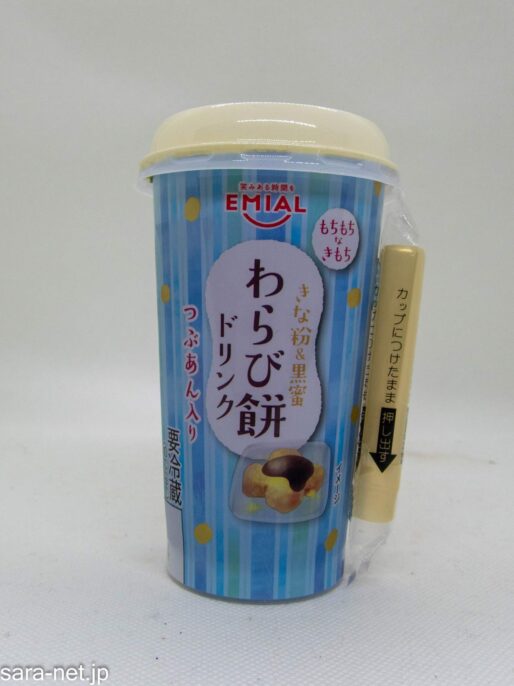 笑みある時間を
EMIAL
もちもち
な
きもち
きな粉&黒蜜
わらび餅
ドリンク
つぶあん入り
要冷蔵
イメージ
カップにつけたまま 押し出す
sara-net.jp